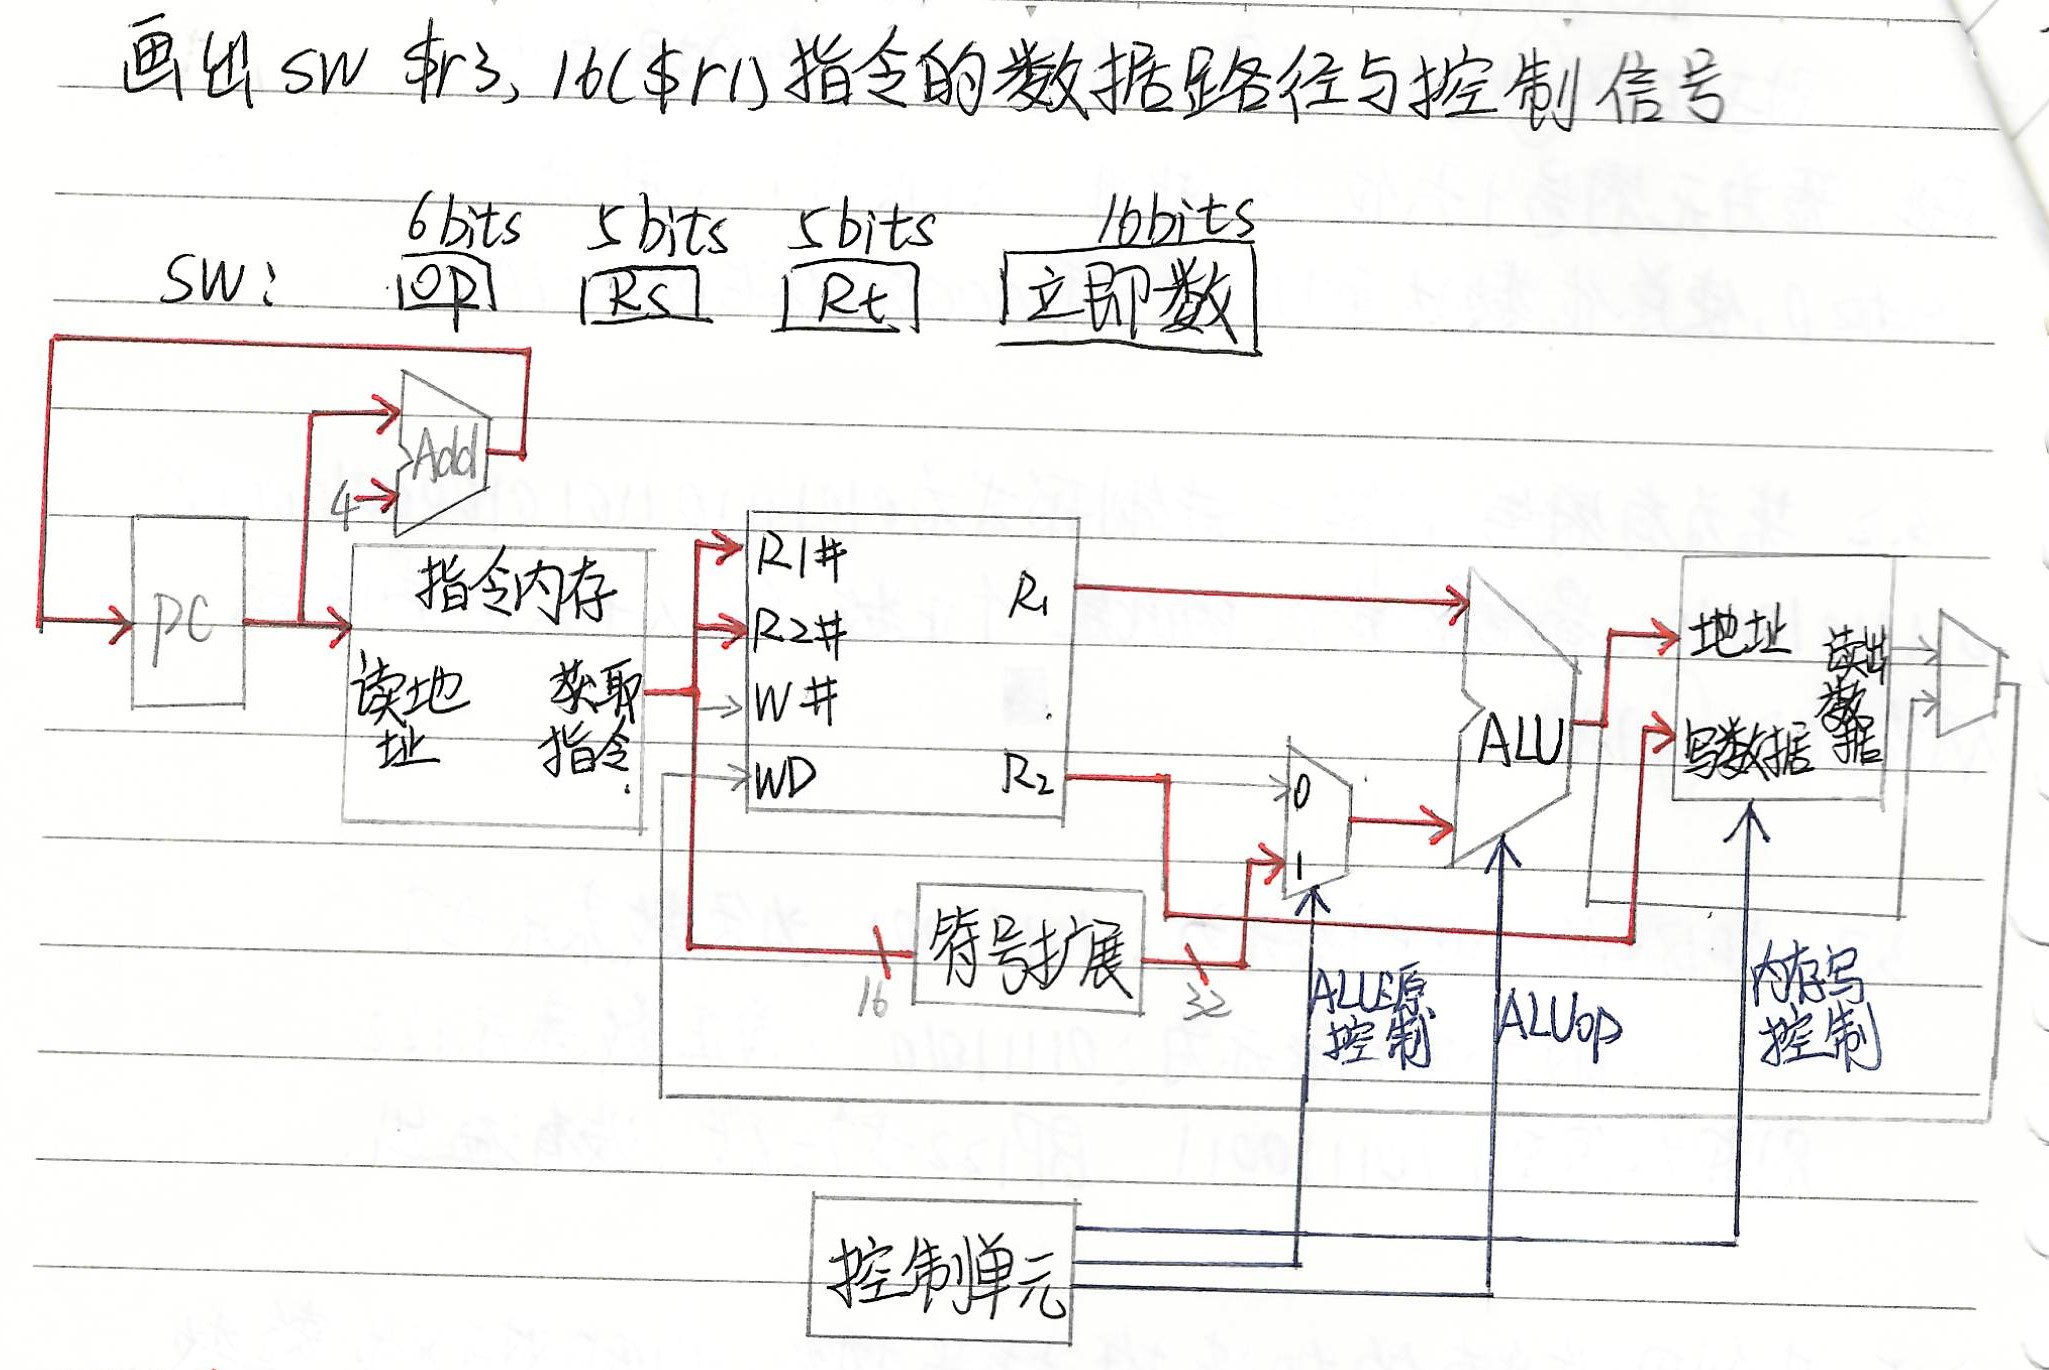 画出 SW $r3, 16($r1) 指令的数据路径与控制信号
6bits 5bits 5bits 16bits
SW: OP Rs Rt 立即数
Add
4
PC
指令内存
读地址
获取指令
R1#
R2#
W#
WD
R1
R2
0
1
ALU
地址
写数据
读出数据
符号扩展
16
32
ALU源控制
ALUop
内存写控制
控制单元